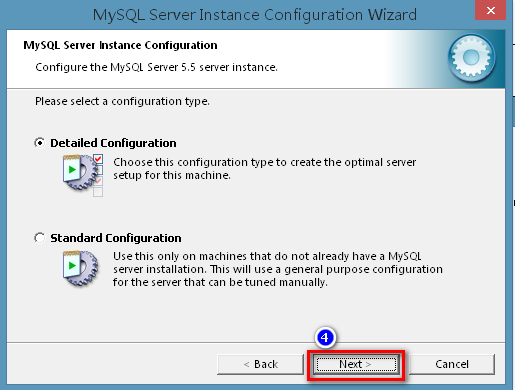 MySQL Server Instance Configuration Wizard
MySQL Server Instance Configuration
Configure the MySQL Server 5.5 server instance.
Please select a configuration type.
Detailed Configuration
Choose this configuration type to create the optimal server
setup for this machine.
Standard Configuration
Use this only on machines that do not already have a MySQL
server installation. This will use a general purpose configuration
for the server that can be tuned manually.
4
< Back
Next >
Cancel